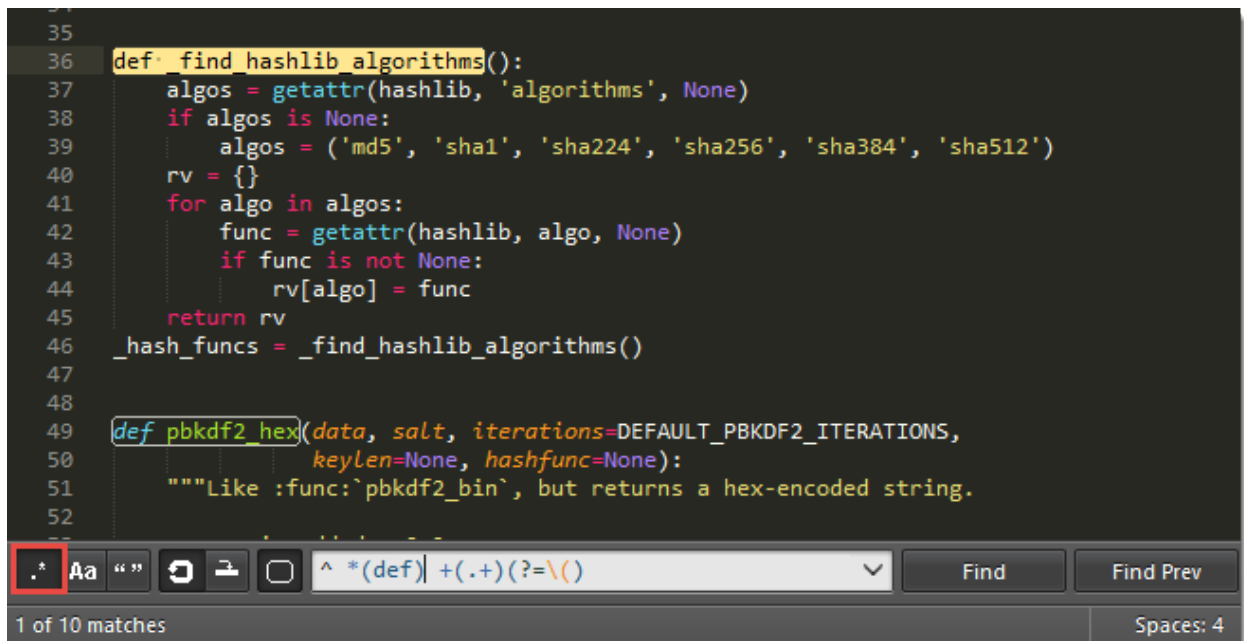 35
36 def _find_hashlib_algorithms():
37     algos = getattr(hashlib, 'algorithms', None)
38     if algos is None:
39         algos = ('md5', 'sha1', 'sha224', 'sha256', 'sha384', 'sha512')
40     rv = {}
41     for algo in algos:
42         func = getattr(hashlib, algo, None)
43         if func is not None:
44             rv[algo] = func
45     return rv
46 _hash_funcs = _find_hashlib_algorithms()
47
48
49 def pbkdf2_hex(data, salt, iterations=DEFAULT_PBKDF2_ITERATIONS,
50                keylen=None, hashfunc=None):
51     """Like :func:`pbkdf2_bin`, but returns a hex-encoded string.
52
.* Aa “” ^ *(def) +(.+)(?=\() Find Find Prev
1 of 10 matches Spaces: 4